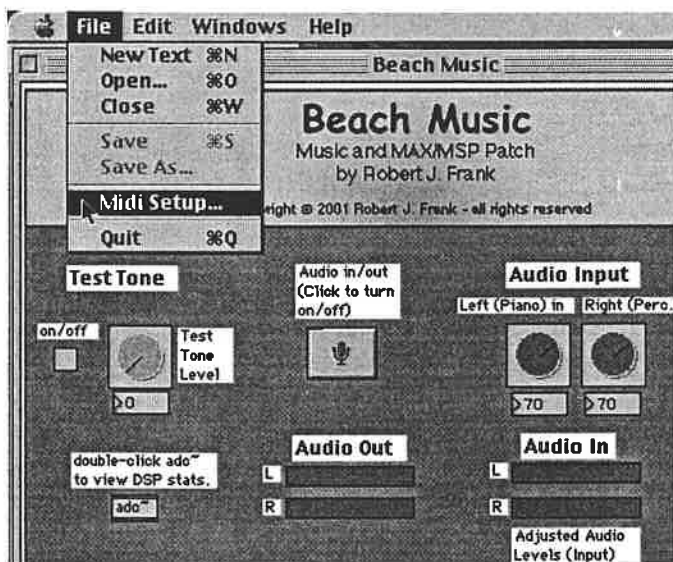 File Edit Windows Help
New Text ⌘N
Open... ⌘O
Close ⌘W
Save ⌘S
Save As...
Midi Setup...
Quit ⌘Q
Beach Music
Beach Music
Music and MAX/MSP Patch
by Robert J. Frank
right © 2001 Robert J. Frank - all rights reserved
Test Tone
on/off
Test
Tone
Level
0
Audio in/out
(Click to turn
on/off)
Audio Input
Left (Piano) in
Right (Perc.
70
70
double-click adc~
to view DSP stats.
adc~
Audio Out
L
R
Audio In
L
R
Adjusted Audio
Levels (Input)